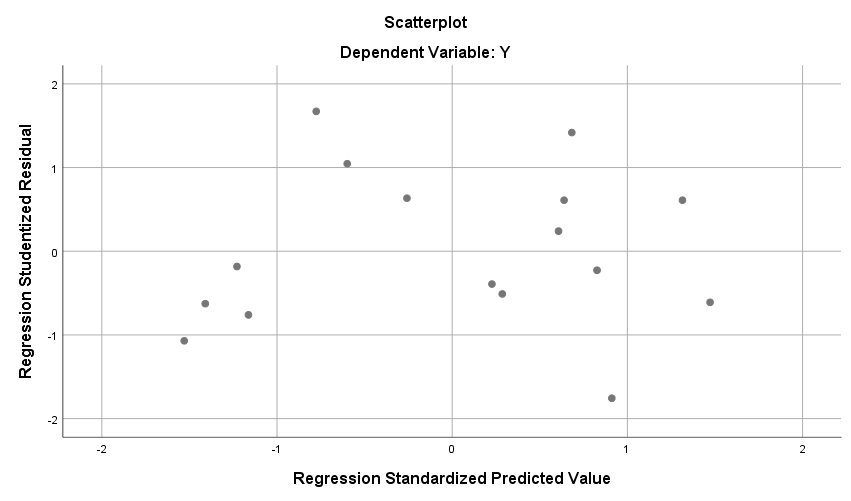 Scatterplot
Dependent Variable: Y
Regression Studentized Residual
2
1
0
-1
-2
-2
-1
0
1
2
Regression Standardized Predicted Value